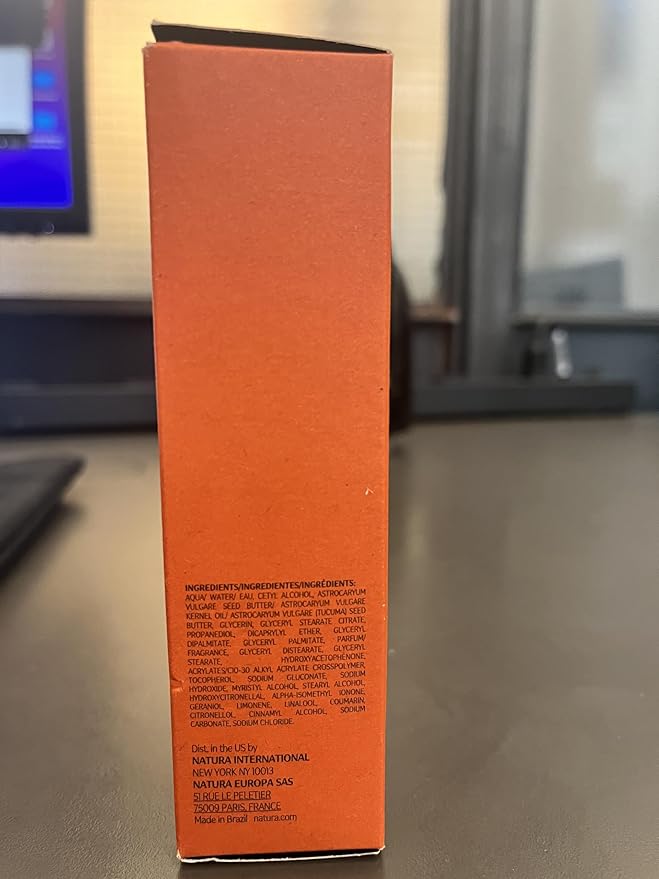 INGREDIENTS/INGREDIENTES/INGRÉDIENTS:
AQUA/ WATER/ EAU, CETYL ALCOHOL, ASTROCARYUM
VULGARE SEED BUTTER/ ASTROCARYUM VULGARE
KERNEL OIL/ ASTROCARYUM VULGARE (TUCUMA) SEED
BUTTER, GLYCERIN, GLYCERYL STEARATE CITRATE,
PROPANEDIOL, DICAPRYLYL ETHER, GLYCERYL
DIPALMITATE, GLYCERYL PALMITATE, PARFUM/
FRAGRANCE, GLYCERYL DISTEARATE, GLYCERYL
STEARATE, HYDROXYACETOPHENONE,
ACRYLATES/C10-30 ALKYL ACRYLATE CROSSPOLYMER,
TOCOPHEROL, SODIUM GLUCONATE, SODIUM
HYDROXIDE, MYRISTYL ALCOHOL, STEARYL ALCOHOL,
HYDROXYCITRONELLAL, ALPHA-ISOMETHYL IONONE,
GERANIOL, LIMONENE, LINALOOL, COUMARIN,
CITRONELLOL, CINNAMYL ALCOHOL, SODIUM
CARBONATE, SODIUM CHLORIDE.
Dist. in the US by
NATURA INTERNATIONAL
NEW YORK NY 10013
NATURA EUROPA SAS
51 RUE LE PELETIER
75009 PARIS, FRANCE
Made in Brazil natura.com